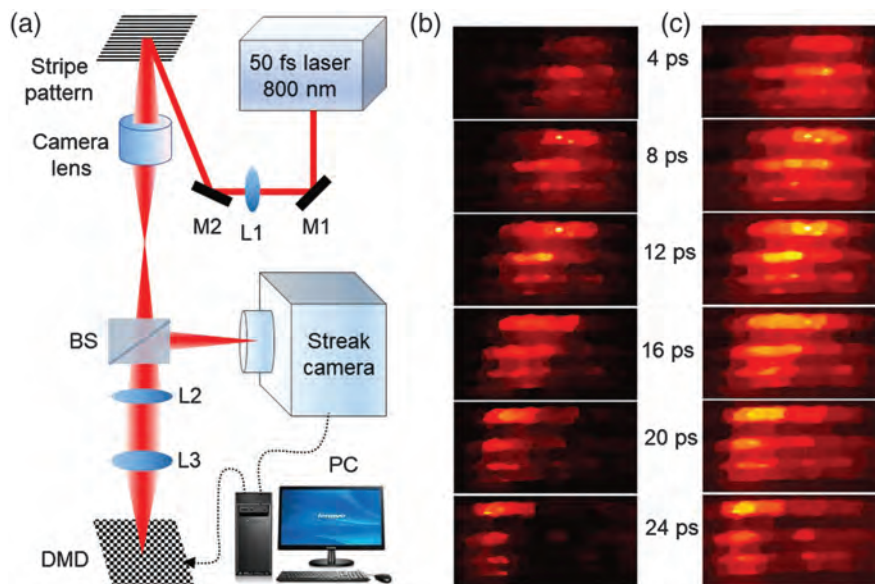 (a)
(b)
(c)
Stripe
pattern
50 fs laser
800 nm
Camera
lens
M2
L1
M1
BS
Streak
camera
L2
L3
PC
DMD
4 ps
8 ps
12 ps
16 ps
20 ps
24 ps